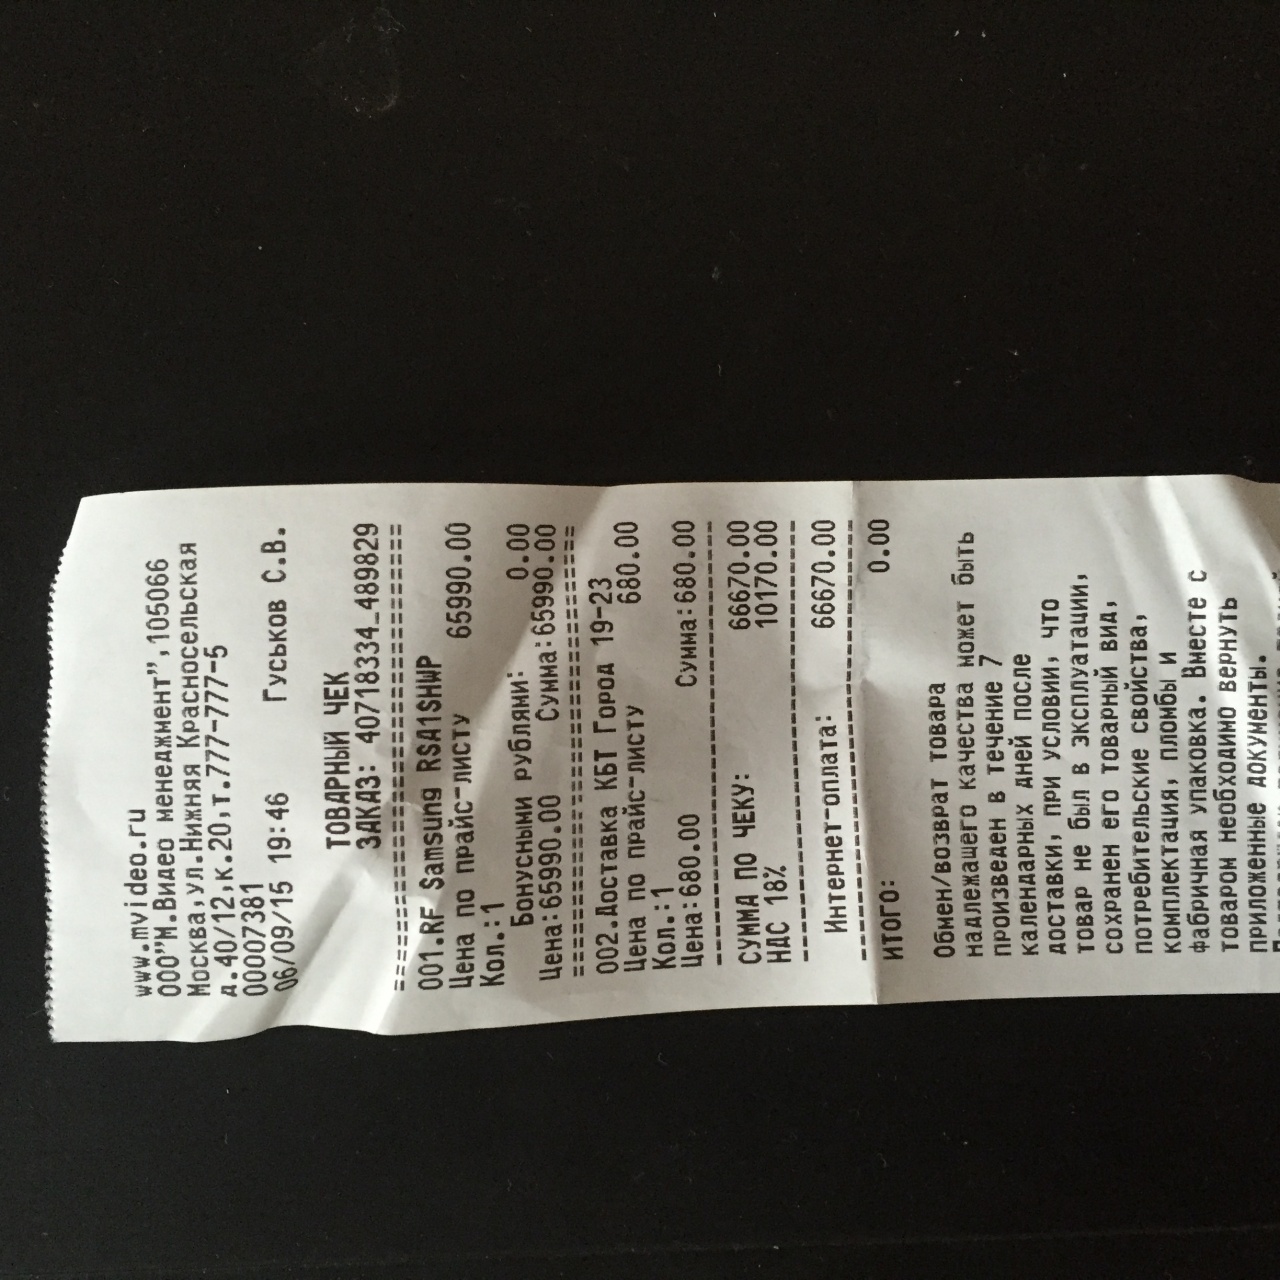 www.mvideo.ru
ООО"М.Видео менеджмент",105066
Москва,ул.Нижняя Красносельская
д.40/12,к.20,т.777-777-5
00007381
06/09/15 19:46 Гуськов С.В.
ТОВАРНЫЙ ЧЕК
ЗАКАЗ: 40718334_489829
================================
001.RF Samsung RSA1SHWP
Цена по прайс-листу 65990.00
Кол.:1
Бонусными рублями: 0.00
Цена:65990.00 Сумма:65990.00
================================
002.Доставка КБТ Город 19-23
Цена по прайс-листу 680.00
Кол.:1
Цена:680.00 Сумма:680.00
--------------------------------
СУММА ПО ЧЕКУ: 66670.00
НДС 18% 10170.00
--------------------------------
Интернет-оплата: 66670.00
--------------------------------
ИТОГО: 0.00
Обмен/возврат товара
надлежащего качества может быть
произведен в течение 7
календарных дней после
доставки, при условии, что
товар не был в эксплуатации,
сохранен его товарный вид,
потребительские свойства,
комплектация, пломбы и
фабричная упаковка. Вместе с
товаром необходимо вернуть
приложенные документы.